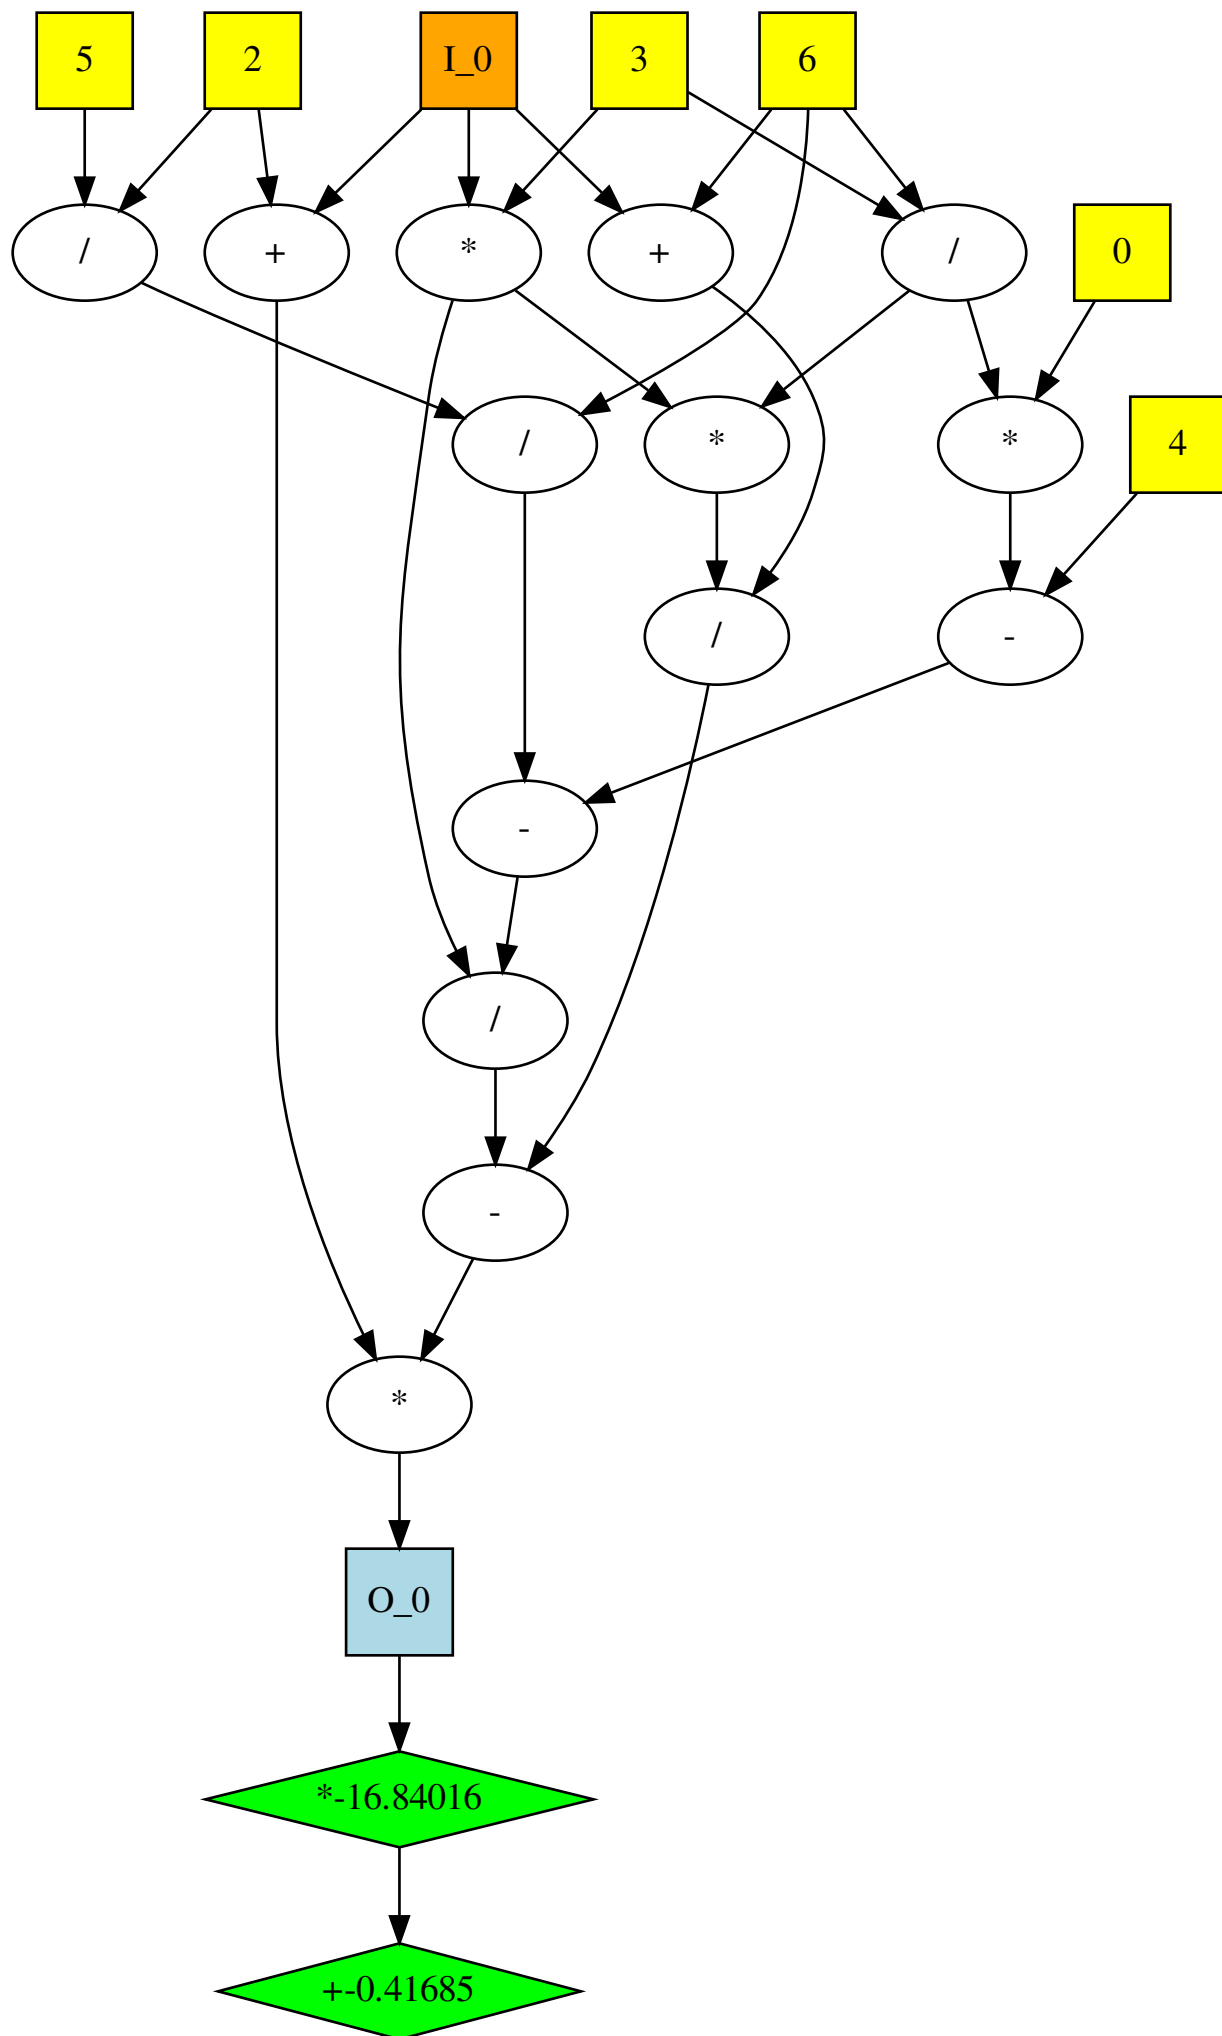 5 2 I_0 3 6
/ + * + / 0
/ * * 4
/ -
-
/
-
*
O_0
*-16.84016
+-0.41685